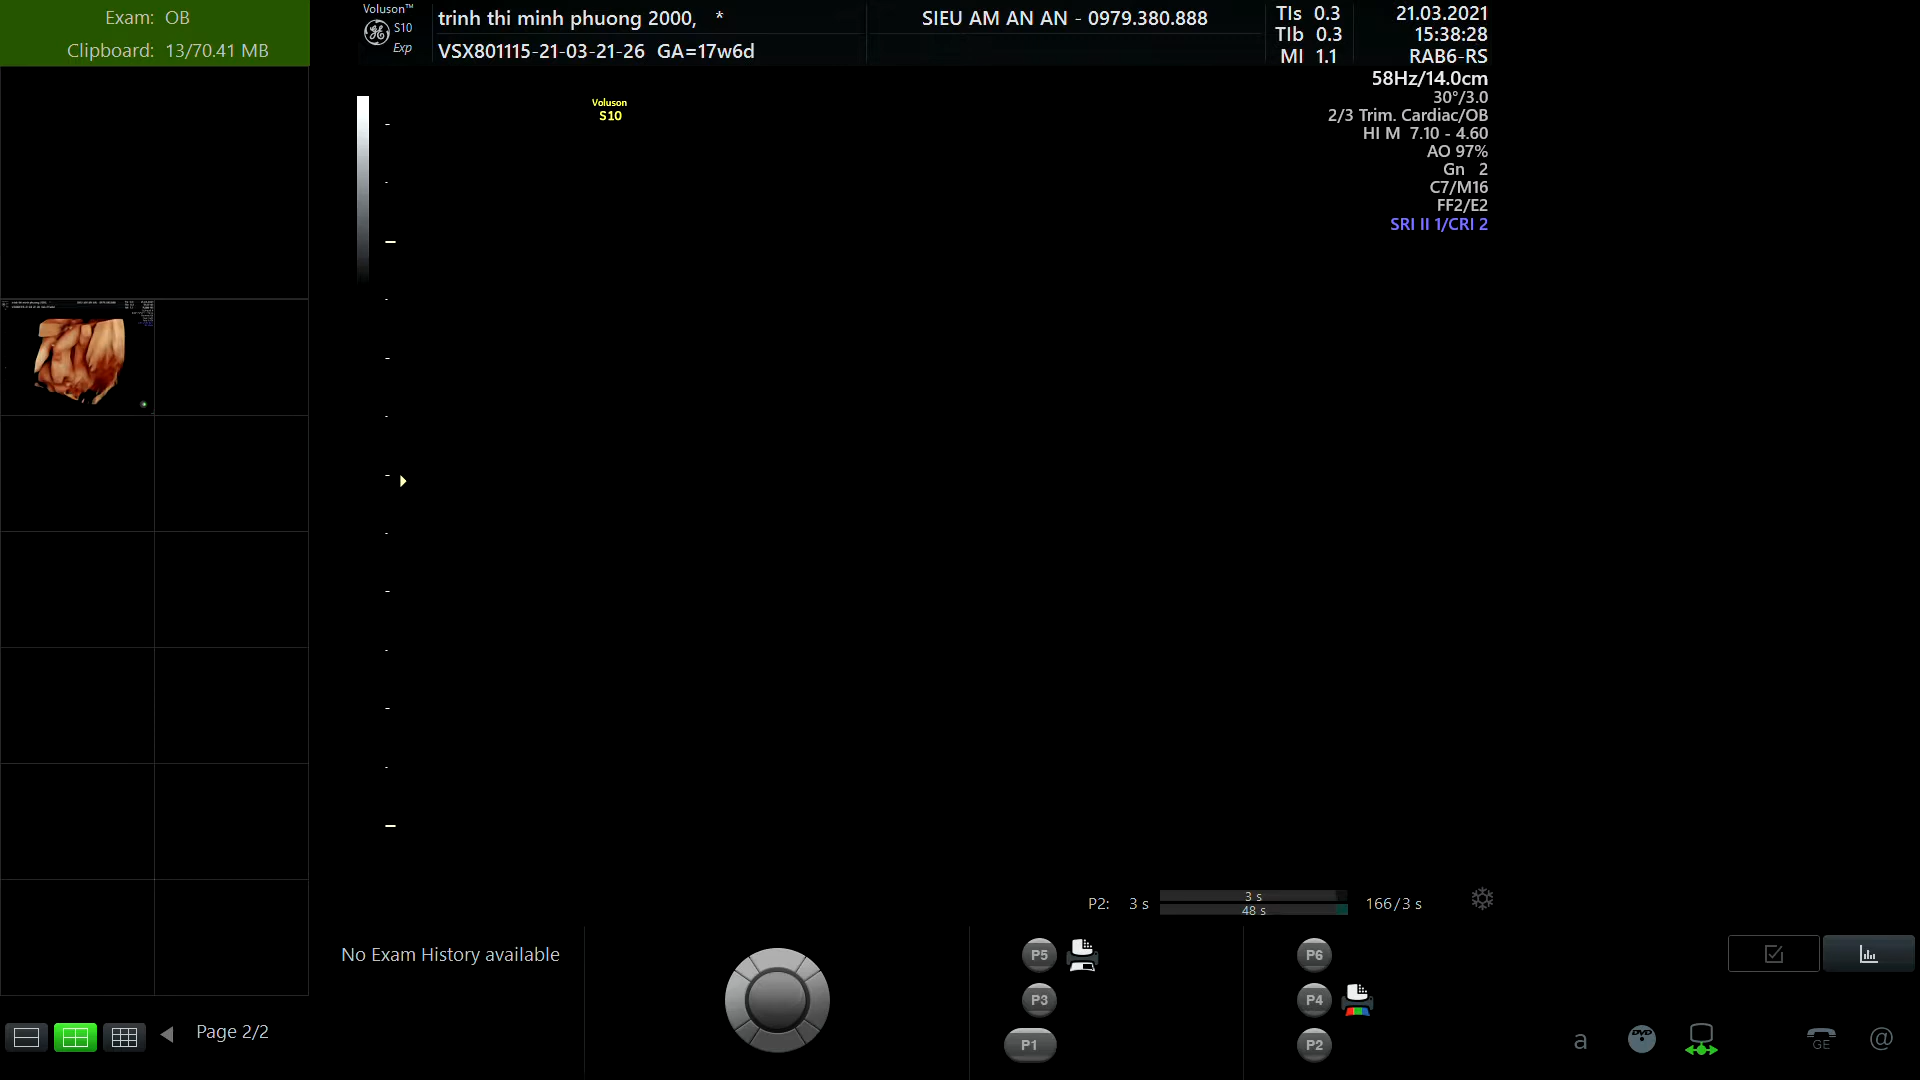 Exam: OB
Clipboard: 13/70.41 MB
Voluson™
S10
Exp
trinh thi minh phuong 2000, *
VSX801115-21-03-21-26 GA=17w6d
SIEU AM AN AN - 0979.380.888
TIs 0.3
TIb 0.3
MI 1.1
21.03.2021
15:38:28
RAB6-RS
58Hz/14.0cm
30°/3.0
2/3 Trim. Cardiac/OB
HI M 7.10 - 4.60
AO 97%
Gn 2
C7/M16
FF2/E2
SRI II 1/CRI 2
Voluson
S10
P2: 3 s
3 s
48 s
166/3 s
No Exam History available
P5
P3
P1
P6
P4
P2
Page 2/2
a
DVD
GE
@